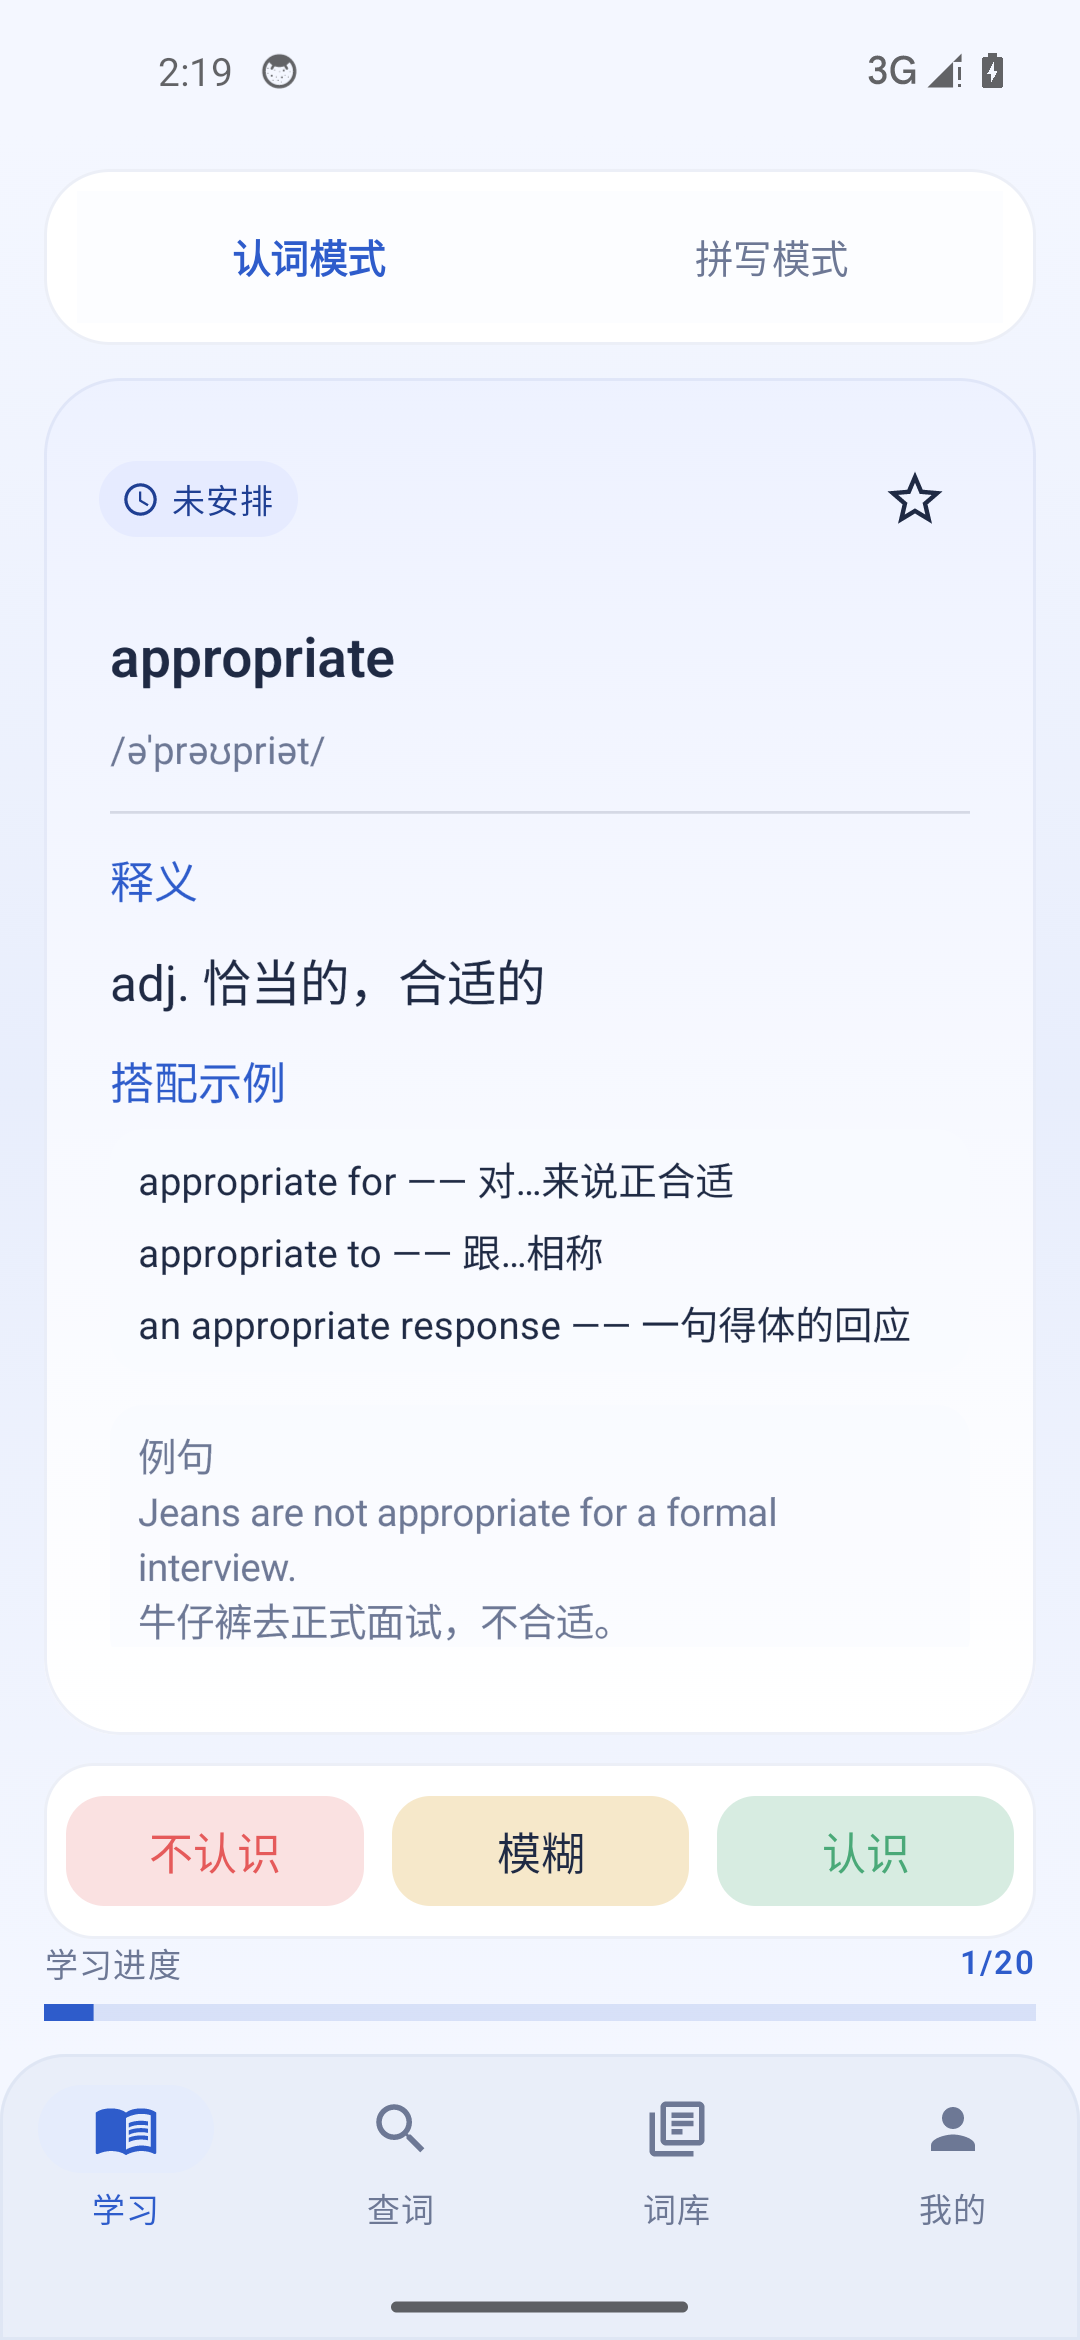 2:19
3G
认词模式
拼写模式
未安排
appropriate
/əˈprəʊpriət/
释义
adj. 恰当的，合适的
搭配示例
appropriate for —— 对…来说正合适
appropriate to —— 跟…相称
an appropriate response —— 一句得体的回应
例句
Jeans are not appropriate for a formal
interview.
牛仔裤去正式面试，不合适。
不认识
模糊
认识
学习进度
1/20
学习
查词
词库
我的